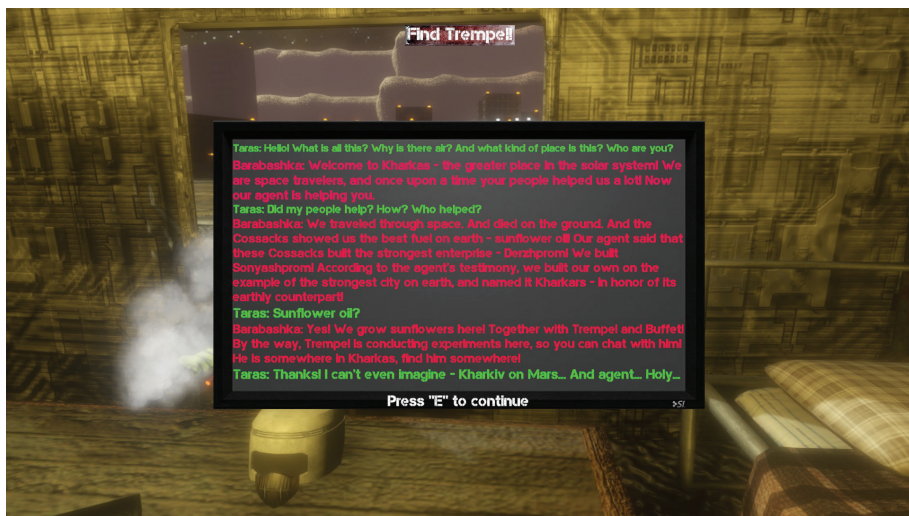 Find Trempel!
Taras: Hello! What is all this? Why is there air? And what kind of place is this? Who are you?
Barabashka: Welcome to Kharkas - the greater place in the solar system! We
are space travelers, and once upon a time your people helped us a lot! Now
our agent is helping you.
Taras: Did my people help? How? Who helped?
Barabashka: We traveled through space. And died on the ground. And the
Cossacks showed us the best fuel on earth - sunflower oil! Our agent said that
these Cossacks built the strongest enterprise - Derzhprom! We built
Sonyashprom! According to the agent's testimony, we built our own on the
example of the strongest city on earth, and named it Kharkars - in honor of its
earthly counterpart!
Taras: Sunflower oil?
Barabashka: Yes! We grow sunflowers here! Together with Trempel and Buffet!
By the way, Trempel is conducting experiments here, so you can chat with him!
He is somewhere in Kharkas, find him somewhere!
Taras: Thanks! I can't even imagine - Kharkiv on Mars... And agent... Holy...
Press "E" to continue
>S!